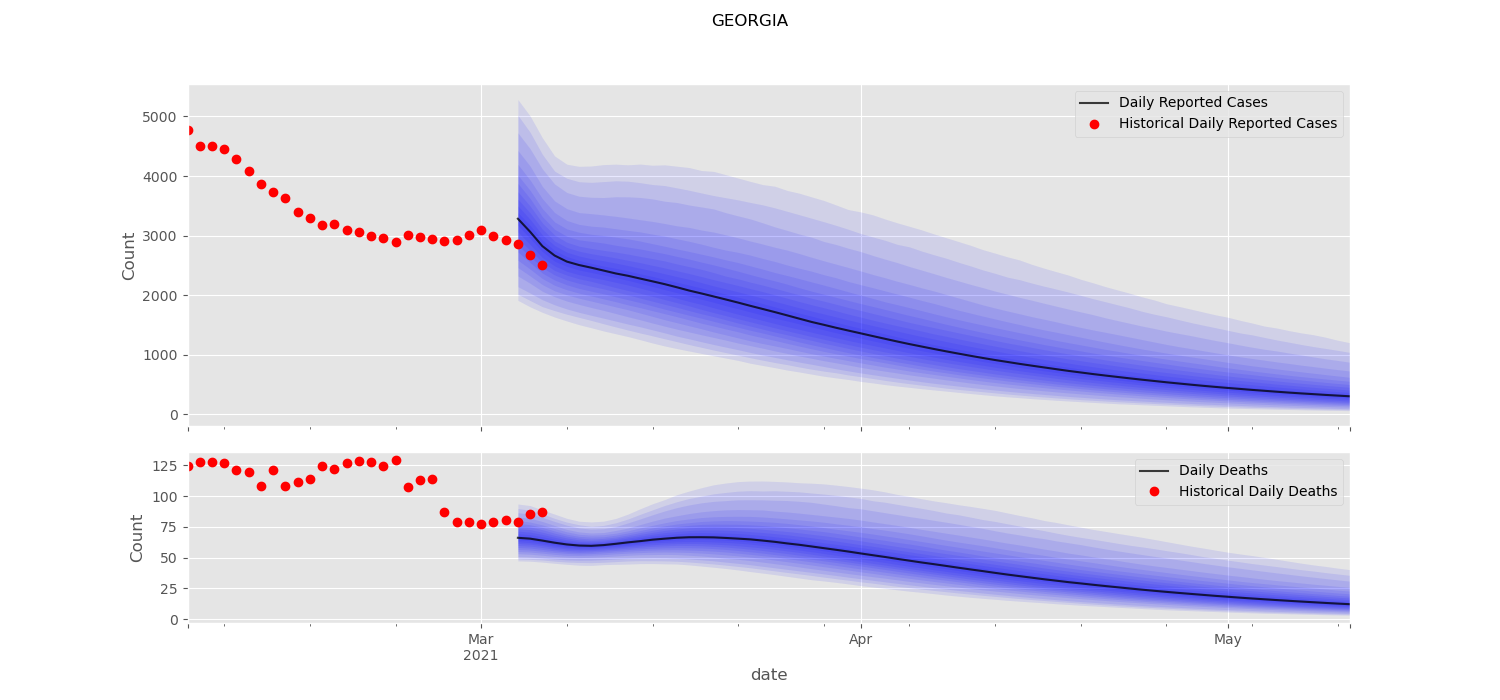 GEORGIA
Daily Reported Cases
Historical Daily Reported Cases
Count
5000
4000
3000
2000
1000
0
Daily Deaths
Historical Daily Deaths
Count
125
100
75
50
25
0
Mar
2021
Apr
May
date